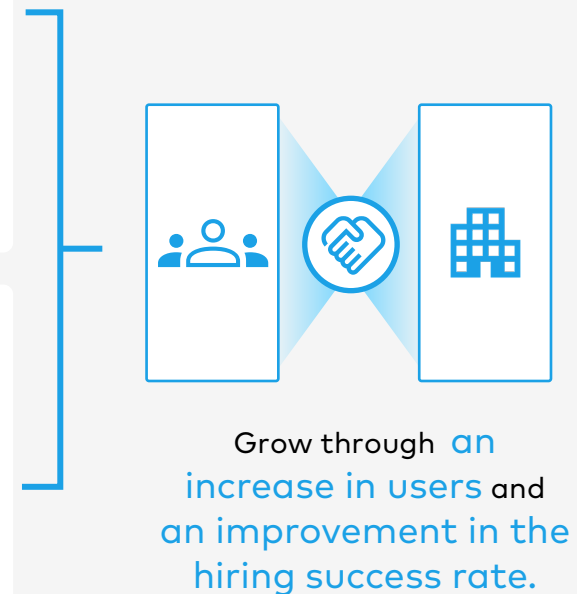 Grow through an
increase in users and
an improvement in the
hiring success rate.